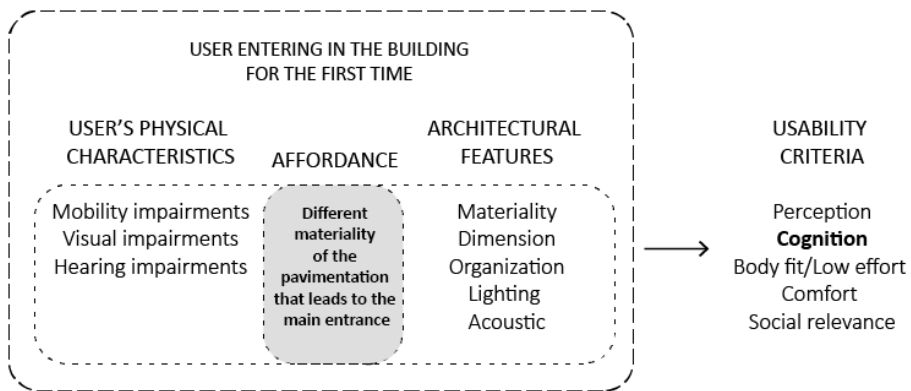 USER ENTERING IN THE BUILDING
FOR THE FIRST TIME
USER'S PHYSICAL
CHARACTERISTICS
Mobility impairments
Visual impairments
Hearing impairments
AFFORDANCE
Different
materiality
of the
pavimentation
that leads to the
main entrance
ARCHITECTURAL
FEATURES
Materiality
Dimension
Organization
Lighting
Acoustic
USABILITY
CRITERIA
Perception
Cognition
Body fit/Low effort
Comfort
Social relevance